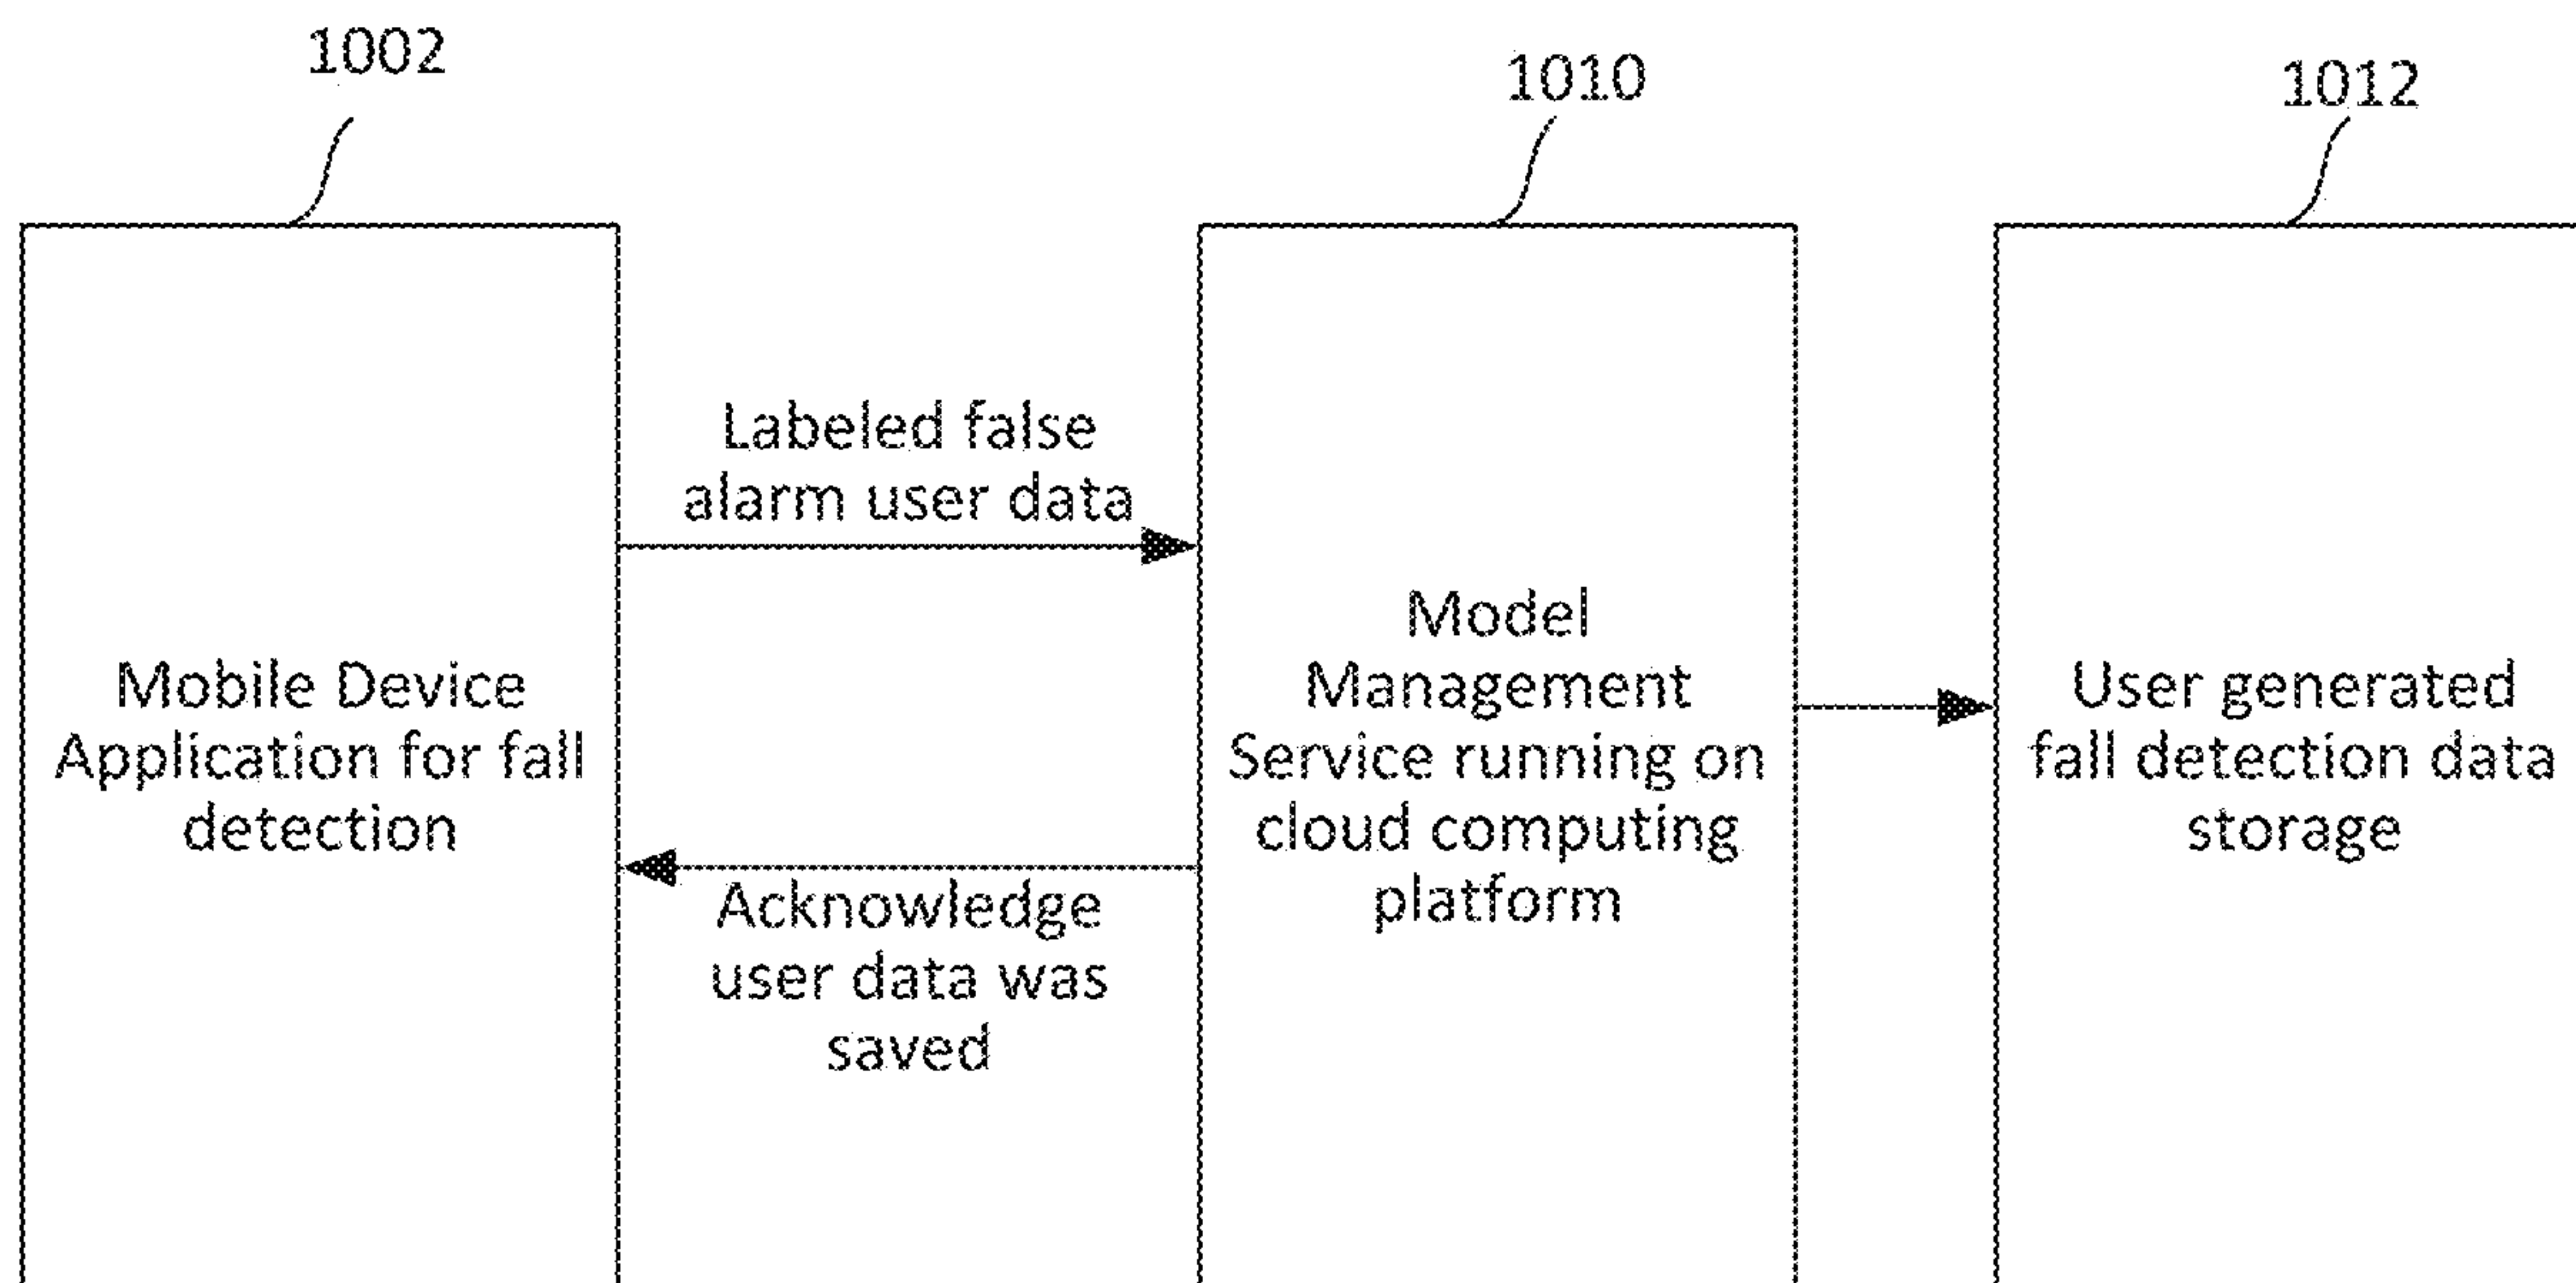 1002
1010
1012
Labeled false
alarm user data
Mobile Device
Application for fall
detection
Acknowledge
user data was
saved
Model
Management
Service running on
cloud computing
platform
User generated
fall detection data
storage